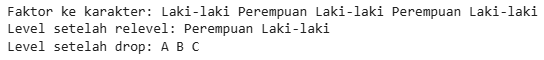 Faktor ke karakter: Laki-laki Perempuan Laki-laki Perempuan Laki-laki
Level setelah relevel: Perempuan Laki-laki
Level setelah drop: A B C